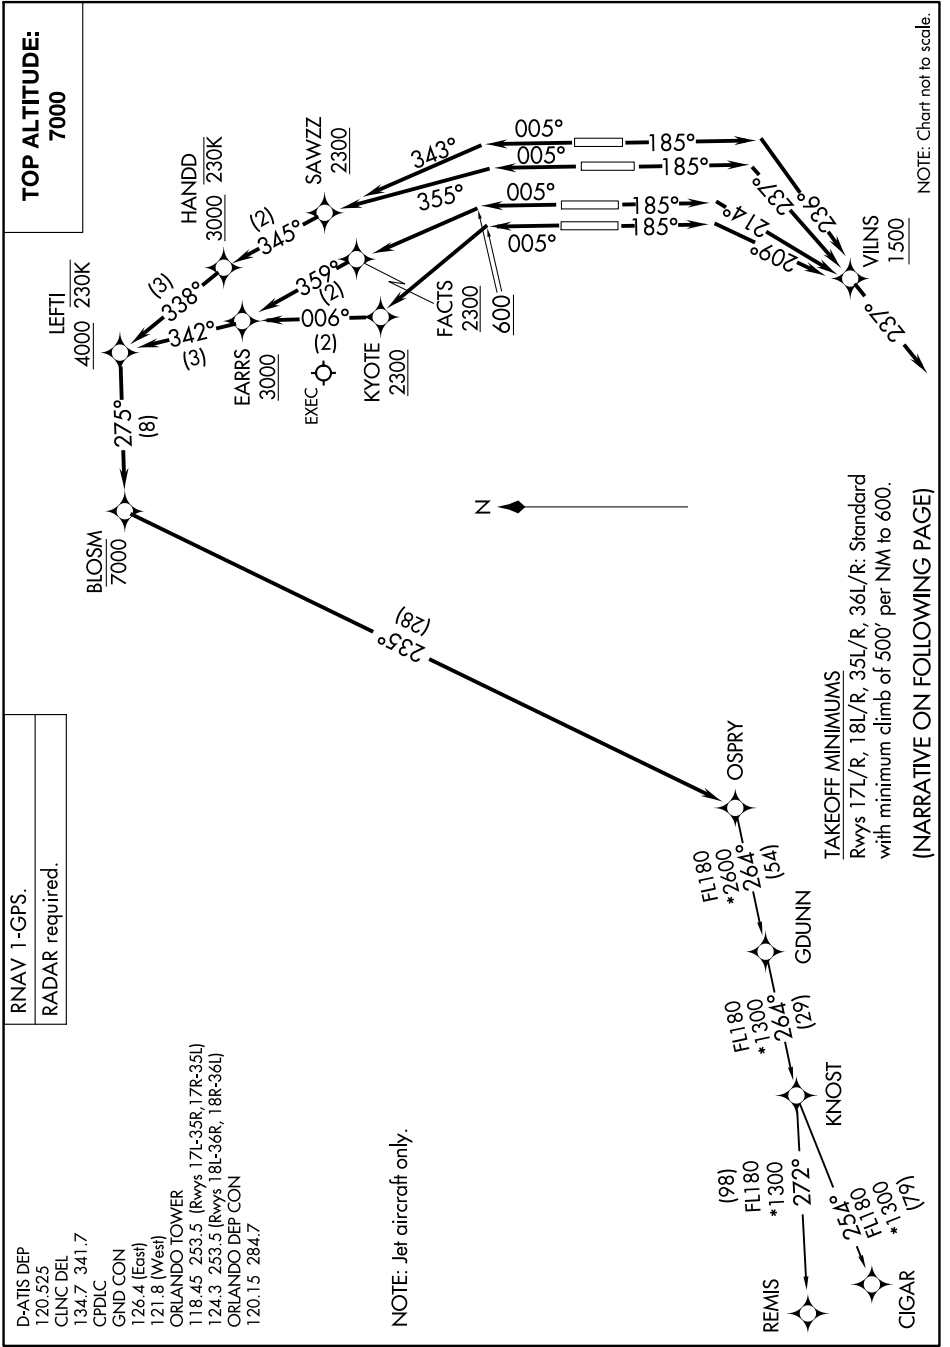 TOP ALTITUDE:
7000
RNAV 1-GPS.
RADAR required.
D-ATIS DEP
120.525
CLNC DEL
134.7 341.7
CPDLC
GND CON
126.4 (East)
121.8 (West)
ORLANDO TOWER
118.45 253.5 (Rwys 17L-35R,17R-35L)
124.3 253.5 (Rwys 18L-36R, 18R-36L)
ORLANDO DEP CON
120.15 284.7
NOTE: Jet aircraft only.
REMIS
CIGAR
(98)
FL180
*1300
272°
254°
FL180
*1300
(79)
KNOST
FL180
*1300
264°
(29)
GDUNN
FL180
*2600
264°
(54)
OSPRY
235°
(28)
BLOSM
7000
275°
(8)
LEFTI
4000 230K
338°
(3)
342°
(3)
HANDD
3000 230K
345°
(2)
SAWZZ
2300
343°
355°
EARRS
3000
359°
(2)
006°
(2)
EXEC
KYOTE
2300
FACTS
2300
600
005°
005°
005°
005°
185°
185°
185°
185°
236°
237°
214°
209°
VILNS
1500
237°
N
TAKEOFF MINIMUMS
Rwys 17L/R, 18L/R, 35L/R, 36L/R: Standard
with minimum climb of 500' per NM to 600.
(NARRATIVE ON FOLLOWING PAGE)
NOTE: Chart not to scale.